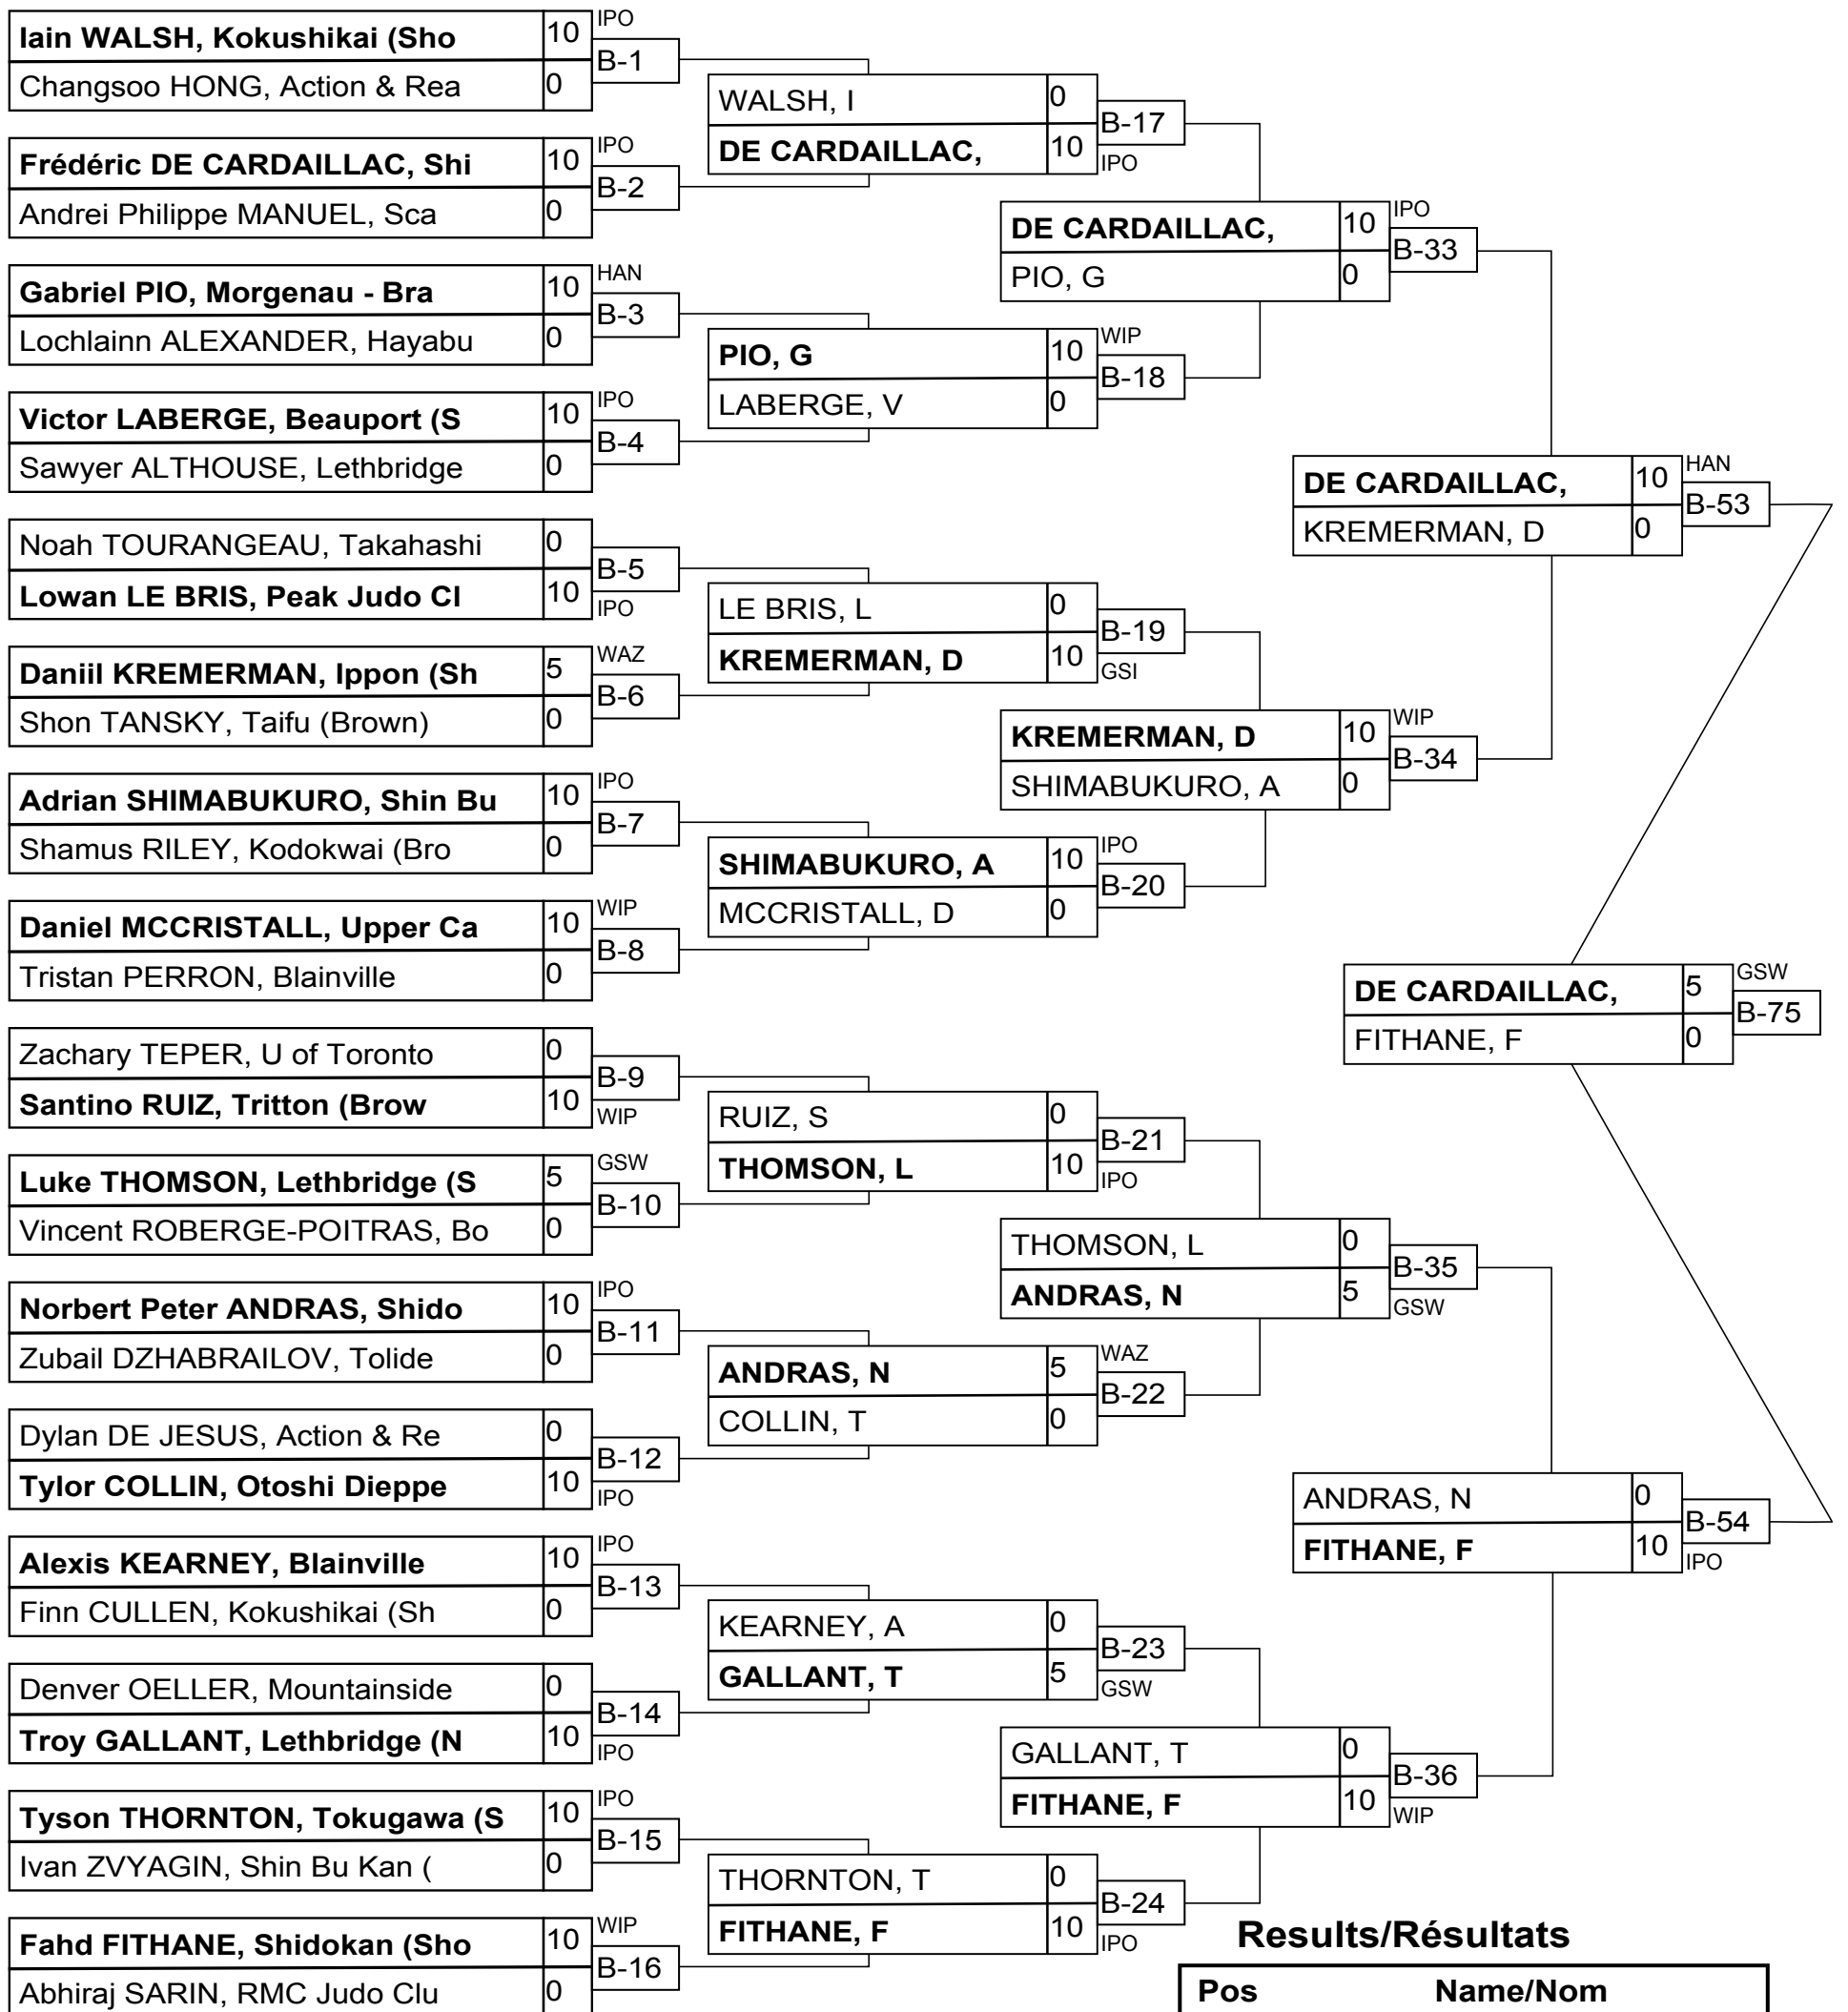 Iain WALSH, Kokushikai (Sho 10 IPO
B-1
Changsoo HONG, Action & Rea 0
Frédéric DE CARDAILLAC, Shi 10 IPO
B-2
Andrei Philippe MANUEL, Sca 0
Gabriel PIO, Morgenau - Bra 10 HAN
B-3
Lochlainn ALEXANDER, Hayabu 0
Victor LABERGE, Beauport (S 10 IPO
B-4
Sawyer ALTHOUSE, Lethbridge 0
Noah TOURANGEAU, Takahashi 0
B-5
Lowan LE BRIS, Peak Judo Cl 10 IPO
Daniil KREMERMAN, Ippon (Sh 5 WAZ
B-6
Shon TANSKY, Taifu (Brown) 0
Adrian SHIMABUKURO, Shin Bu 10 IPO
B-7
Shamus RILEY, Kodokwai (Bro 0
Daniel MCCRISTALL, Upper Ca 10 WIP
B-8
Tristan PERRON, Blainville 0
Zachary TEPER, U of Toronto 0
B-9
Santino RUIZ, Tritton (Brow 10 WIP
Luke THOMSON, Lethbridge (S 5 GSW
B-10
Vincent ROBERGE-POITRAS, Bo 0
Norbert Peter ANDRAS, Shido 10 IPO
B-11
Zubail DZHABRAILOV, Tolide 0
Dylan DE JESUS, Action & Re 0
B-12
Tylor COLLIN, Otoshi Dieppe 10 IPO
Alexis KEARNEY, Blainville 10 IPO
B-13
Finn CULLEN, Kokushikai (Sh 0
Denver OELLER, Mountainside 0
B-14
Troy GALLANT, Lethbridge (N 10 IPO
Tyson THORNTON, Tokugawa (S 10 IPO
B-15
Ivan ZVYAGIN, Shin Bu Kan ( 0
Fahd FITHANE, Shidokan (Sho 10 WIP
B-16
Abhiraj SARIN, RMC Judo Clu 0
WALSH, I 0
B-17
DE CARDAILLAC, 10 IPO
PIO, G 10 WIP
B-18
LABERGE, V 0
LE BRIS, L 0
B-19
KREMERMAN, D 10 GSI
SHIMABUKURO, A 10 IPO
B-20
MCCRISTALL, D 0
RUIZ, S 0
B-21
THOMSON, L 10 IPO
ANDRAS, N 5 WAZ
B-22
COLLIN, T 0
KEARNEY, A 0
B-23
GALLANT, T 5 GSW
THORNTON, T 0
B-24
FITHANE, F 10 IPO
DE CARDAILLAC, 10 IPO
B-33
PIO, G 0
KREMERMAN, D 10 WIP
B-34
SHIMABUKURO, A 0
THOMSON, L 0
B-35
ANDRAS, N 5 GSW
GALLANT, T 0
B-36
FITHANE, F 10 WIP
DE CARDAILLAC, 10 HAN
B-53
KREMERMAN, D 0
ANDRAS, N 0
B-54
FITHANE, F 10 IPO
DE CARDAILLAC, 5 GSW
B-75
FITHANE, F 0
Results/Résultats
Pos Name/Nom